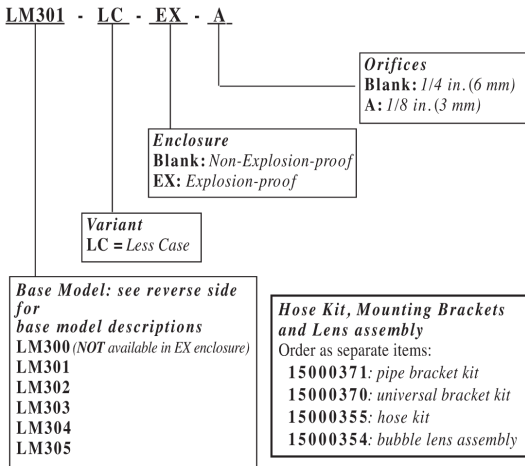 LM301 - LC - EX - A
Orifices
Blank: 1/4 in. (6 mm)
A: 1/8 in. (3 mm)
Enclosure
Blank: Non-Explosion-proof
EX: Explosion-proof
Variant
LC = Less Case
Base Model: see reverse side
for
base model descriptions
LM300 (NOT available in EX enclosure)
LM301
LM302
LM303
LM304
LM305
Hose Kit, Mounting Brackets
and Lens assembly
Order as separate items:
15000371: pipe bracket kit
15000370: universal bracket kit
15000355: hose kit
15000354: bubble lens assembly